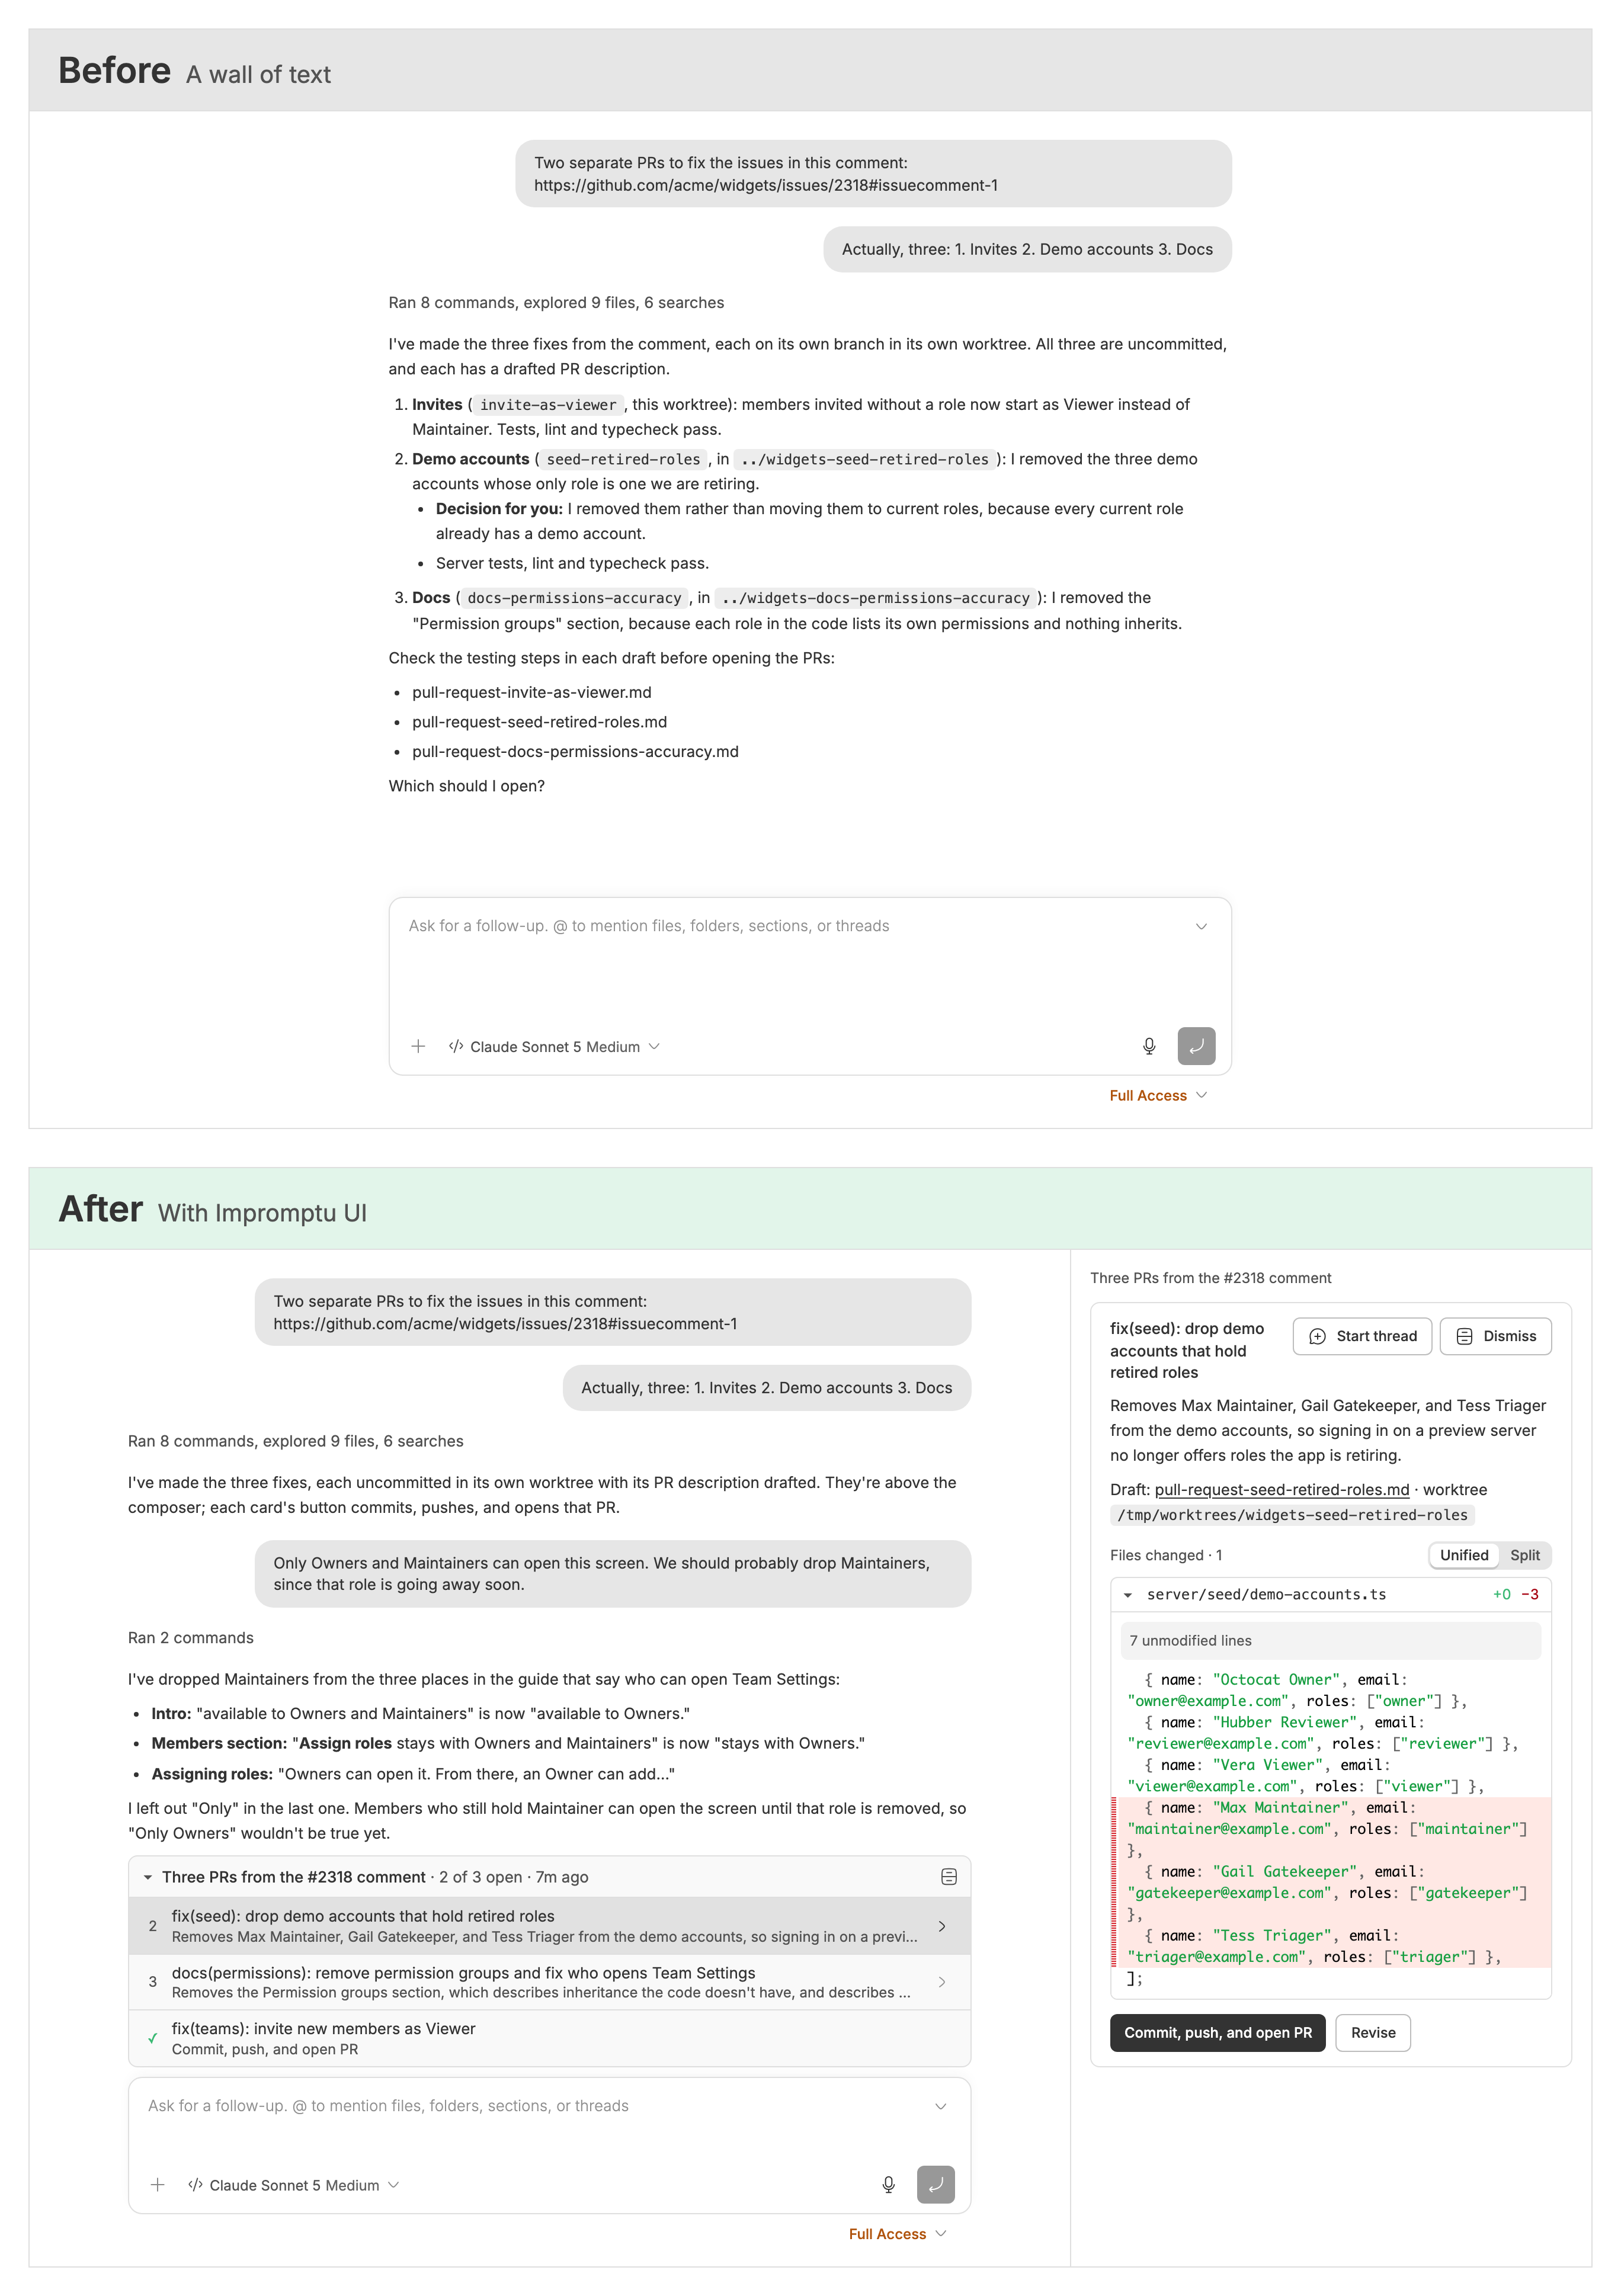 Before A wall of text
Two separate PRs to fix the issues in this comment:
https://github.com/acme/widgets/issues/2318#issuecomment-1
Actually, three: 1. Invites 2. Demo accounts 3. Docs
Ran 8 commands, explored 9 files, 6 searches
I've made the three fixes from the comment, each on its own branch in its own worktree. All three are uncommitted,
and each has a drafted PR description.
1. Invites ( invite-as-viewer , this worktree): members invited without a role now start as Viewer instead of
Maintainer. Tests, lint and typecheck pass.
2. Demo accounts ( seed-retired-roles , in ../widgets-seed-retired-roles ): I removed the three demo
accounts whose only role is one we are retiring.
• Decision for you: I removed them rather than moving them to current roles, because every current role
already has a demo account.
• Server tests, lint and typecheck pass.
3. Docs ( docs-permissions-accuracy , in ../widgets-docs-permissions-accuracy ): I removed the
"Permission groups" section, because each role in the code lists its own permissions and nothing inherits.
Check the testing steps in each draft before opening the PRs:
• pull-request-invite-as-viewer.md
• pull-request-seed-retired-roles.md
• pull-request-docs-permissions-accuracy.md
Which should I open?
Ask for a follow-up. @ to mention files, folders, sections, or threads
Claude Sonnet 5 Medium
Full Access
After With Impromptu UI
Two separate PRs to fix the issues in this comment:
https://github.com/acme/widgets/issues/2318#issuecomment-1
Actually, three: 1. Invites 2. Demo accounts 3. Docs
Ran 8 commands, explored 9 files, 6 searches
I've made the three fixes, each uncommitted in its own worktree with its PR description drafted. They're above the
composer; each card's button commits, pushes, and opens that PR.
Only Owners and Maintainers can open this screen. We should probably drop Maintainers,
since that role is going away soon.
Ran 2 commands
I've dropped Maintainers from the three places in the guide that say who can open Team Settings:
• Intro: "available to Owners and Maintainers" is now "available to Owners."
• Members section: "Assign roles stays with Owners and Maintainers" is now "stays with Owners."
• Assigning roles: "Owners can open it. From there, an Owner can add..."
I left out "Only" in the last one. Members who still hold Maintainer can open the screen until that role is removed, so
"Only Owners" wouldn't be true yet.
Three PRs from the #2318 comment · 2 of 3 open · 7m ago
2 fix(seed): drop demo accounts that hold retired roles
Removes Max Maintainer, Gail Gatekeeper, and Tess Triager from the demo accounts, so signing in on a previ...
3 docs(permissions): remove permission groups and fix who opens Team Settings
Removes the Permission groups section, which describes inheritance the code doesn't have, and describes ...
✓ fix(teams): invite new members as Viewer
Commit, push, and open PR
Ask for a follow-up. @ to mention files, folders, sections, or threads
Claude Sonnet 5 Medium
Full Access
Three PRs from the #2318 comment
fix(seed): drop demo
accounts that hold
retired roles
Start thread
Dismiss
Removes Max Maintainer, Gail Gatekeeper, and Tess Triager
from the demo accounts, so signing in on a preview server
no longer offers roles the app is retiring.
Draft: pull-request-seed-retired-roles.md · worktree
/tmp/worktrees/widgets-seed-retired-roles
Files changed · 1
Unified Split
server/seed/demo-accounts.ts +0 −3
7 unmodified lines
{ name: "Octocat Owner", email:
"owner@example.com", roles: ["owner"] },
{ name: "Hubber Reviewer", email:
"reviewer@example.com", roles: ["reviewer"] },
{ name: "Vera Viewer", email:
"viewer@example.com", roles: ["viewer"] },
{ name: "Max Maintainer", email:
"maintainer@example.com", roles: ["maintainer"]
},
{ name: "Gail Gatekeeper", email:
"gatekeeper@example.com", roles: ["gatekeeper"]
},
{ name: "Tess Triager", email:
"triager@example.com", roles: ["triager"] },
];
Commit, push, and open PR
Revise